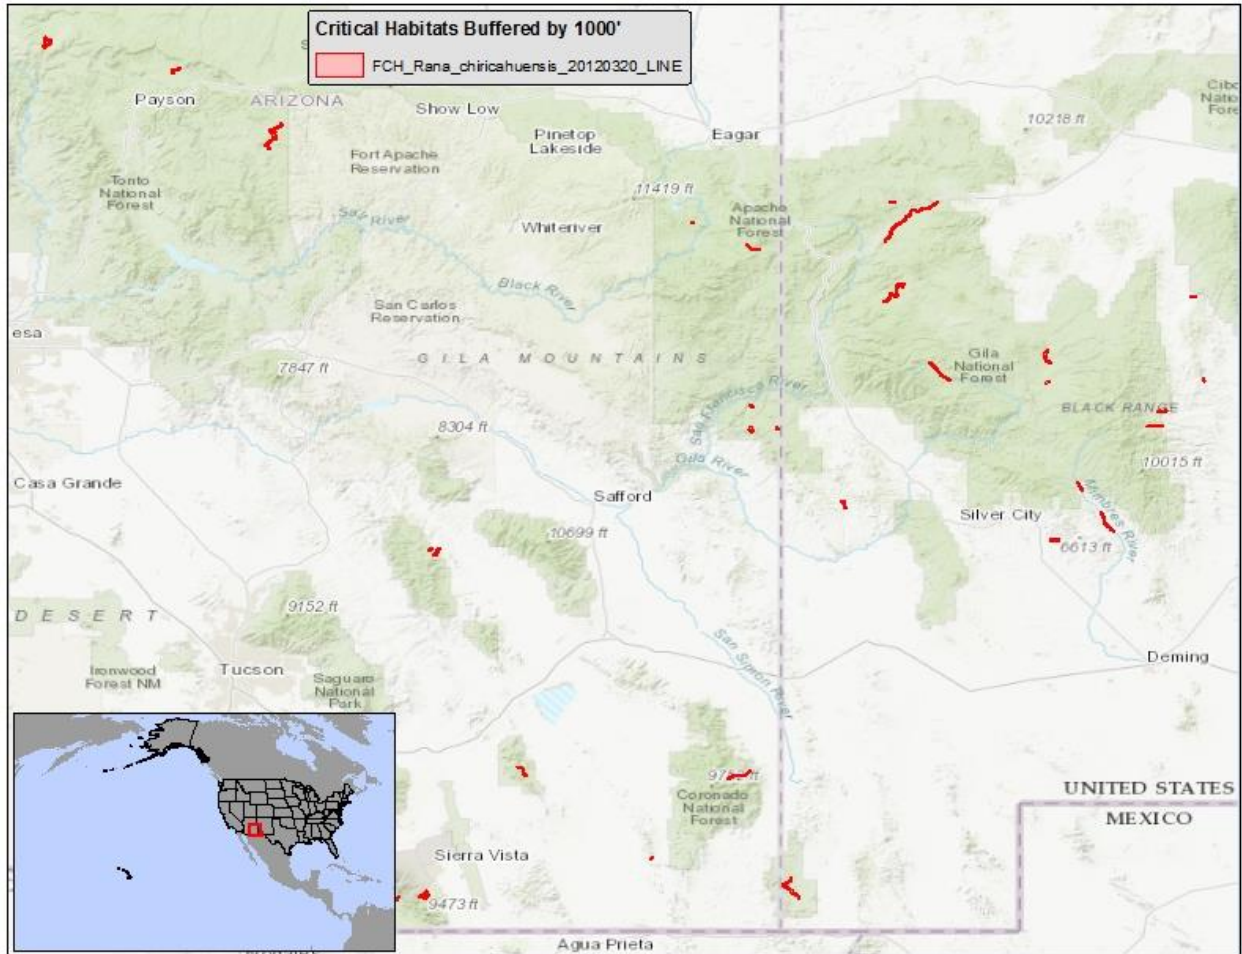 Critical Habitats Buffered by 1000'
FCH_Rana_chiricahuensis_20120320_LINE
Payson
ARIZONA
Show Low
Pinetop
Lakeside
Eagar
10218 ft
Fort Apache
Reservation
Tonto
National
Forest
11419 ft
Apache
National
Forest
Salt River
Whiteriver
Black River
San Carlos
Reservation
esa
GILA MOUNTAINS
7847 ft
Gila
National
Forest
San Francisco River
BLACK RANGE
8304 ft
Gila River
10015 ft
Casa Grande
Safford
Mimbres River
Silver City
10699 ft
6613 ft
9152 ft
DESERT
San Simon River
Ironwood
Forest NM
Tucson
Saguaro
National
Park
Deming
Coronado
National
Forest
UNITED STATES
MEXICO
Sierra Vista
9473 ft
Agua Prieta